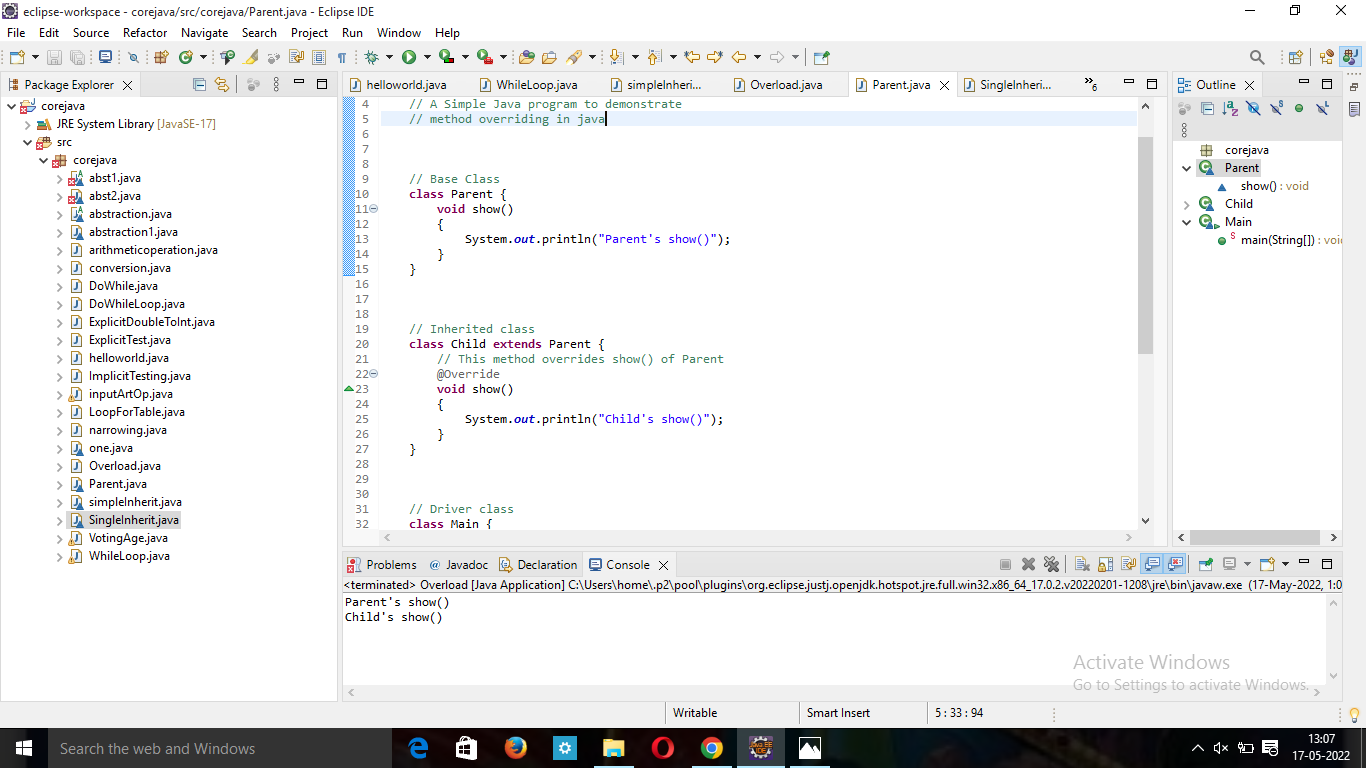 eclipse-workspace - corejava/src/corejava/Parent.java - Eclipse IDE
File Edit Source Refactor Navigate Search Project Run Window Help
Package Explorer
corejava
JRE System Library [JavaSE-17]
src
corejava
abst1.java
abst2.java
abstraction.java
abstraction1.java
arithmeticoperation.java
conversion.java
DoWhile.java
DoWhileLoop.java
ExplicitDoubleToInt.java
ExplicitTest.java
helloworld.java
ImplicitTesting.java
inputArtOp.java
LoopForTable.java
narrowing.java
one.java
Overload.java
Parent.java
simpleInherit.java
SingleInherit.java
VotingAge.java
WhileLoop.java
helloworld.java WhileLoop.java simpleInheri... Overload.java Parent.java SingleInheri... »6
4 // A Simple Java program to demonstrate
5 // method overriding in java
6
7
8
9 // Base Class
10 class Parent {
11 void show()
12 {
13 System.out.println("Parent's show()");
14 }
15 }
16
17
18
19 // Inherited class
20 class Child extends Parent {
21 // This method overrides show() of Parent
22 @Override
23 void show()
24 {
25 System.out.println("Child's show()");
26 }
27 }
28
29
30
31 // Driver class
32 class Main {
Outline
corejava
Parent
show() : void
Child
Main
main(String[]) : voi
Problems @ Javadoc Declaration Console
<terminated> Overload [Java Application] C:\Users\home\.p2\pool\plugins\org.eclipse.justj.openjdk.hotspot.jre.full.win32.x86_64_17.0.2.v20220201-1208\jre\bin\javaw.exe (17-May-2022, 1:0
Parent's show()
Child's show()
Activate Windows
Go to Settings to activate Windows.
Writable Smart Insert 5 : 33 : 94
Search the web and Windows
13:07
17-05-2022